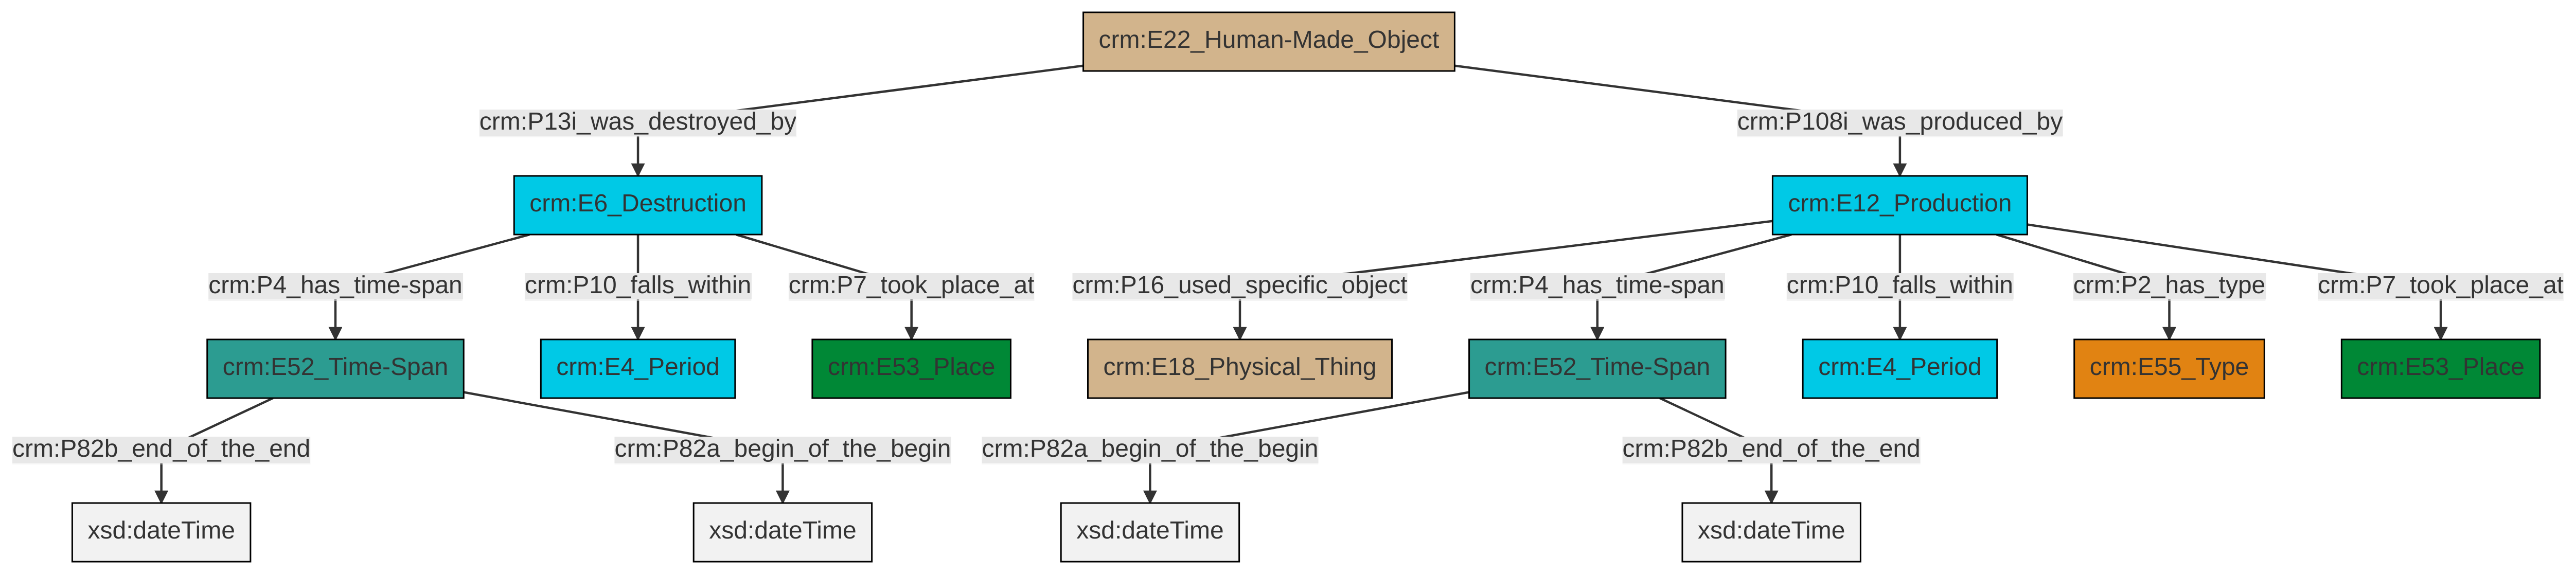 crm:E22_Human-Made_Object
crm:P13i_was_destroyed_by
crm:P108i_was_produced_by
crm:E6_Destruction
crm:E12_Production
crm:P4_has_time-span
crm:P10_falls_within
crm:P7_took_place_at
crm:P16_used_specific_object
crm:P4_has_time-span
crm:P10_falls_within
crm:P2_has_type
crm:P7_took_place_at
crm:E52_Time-Span
crm:E4_Period
crm:E53_Place
crm:E18_Physical_Thing
crm:E52_Time-Span
crm:E4_Period
crm:E55_Type
crm:E53_Place
crm:P82b_end_of_the_end
crm:P82a_begin_of_the_begin
crm:P82a_begin_of_the_begin
crm:P82b_end_of_the_end
xsd:dateTime
xsd:dateTime
xsd:dateTime
xsd:dateTime